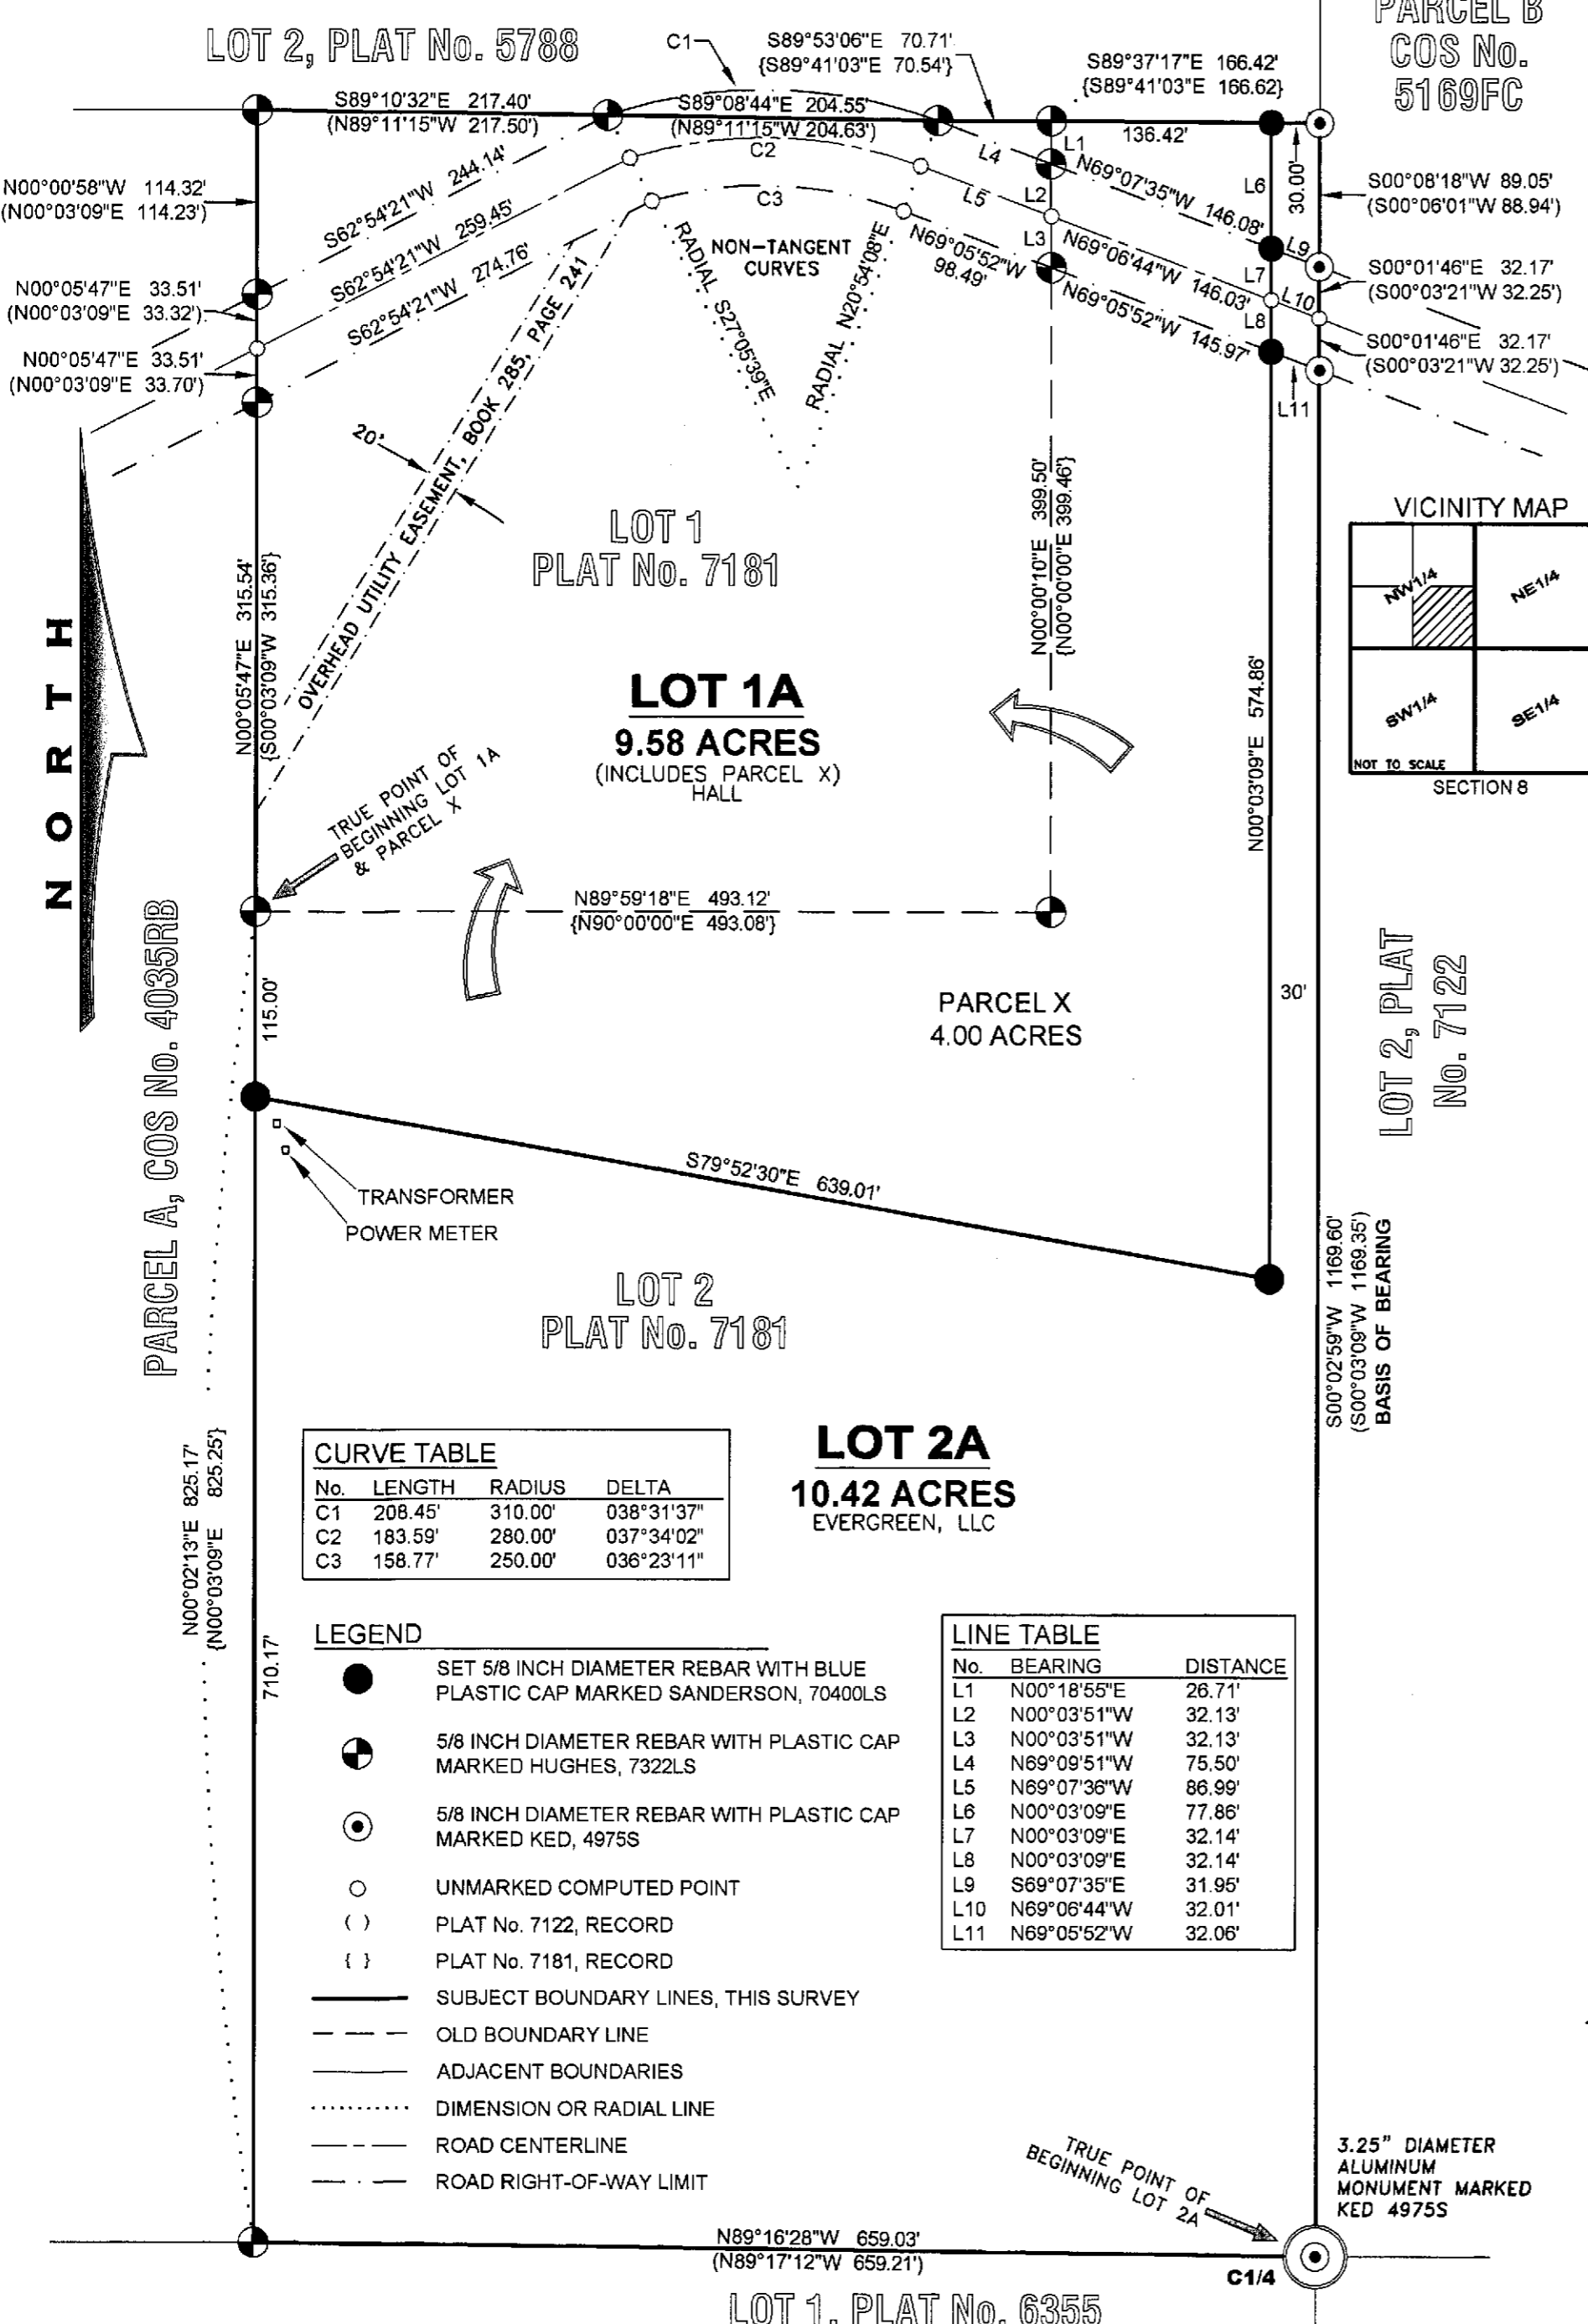 PARCEL B
COS No.
5169FC
LOT 2, PLAT No. 5788
C1
S89°53'06"E 70.71'
{S89°41'03"E 70.54'}
S89°37'17"E 166.42'
{S89°41'03"E 166.62}
S89°10'32"E 217.40'
(N89°11'15"W 217.50')
S89°08'44"E 204.55'
(N89°11'15"W 204.63')
136.42'
C2
C3
L1
L2
L3
L4
L5
L6
L7
L8
L9
L10
L11
30.00'
N69°07'35"W 146.08'
N69°06'44"W 146.03'
N69°05'52"W
98.49'
N69°05'52"W 145.97'
N00°00'58"W 114.32'
(N00°03'09"E 114.23')
N00°05'47"E 33.51'
(N00°03'09"E 33.32')
N00°05'47"E 33.51'
(N00°03'09"E 33.70')
S62°54'21"W 244.14'
S62°54'21"W 259.45'
S62°54'21"W 274.76'
S00°08'18"W 89.05'
(S00°06'01"W 88.94')
S00°01'46"E 32.17'
(S00°03'21"W 32.25')
S00°01'46"E 32.17'
(S00°03'21"W 32.25')
RADIAL S27°05'39"E
NON-TANGENT
CURVES
RADIAL N20°54'08"E
20'
OVERHEAD UTILITY EASEMENT, BOOK 285, PAGE 241
LOT 1
PLAT No. 7181
N00°00'10"E 399.50'
{N00°00'00"E 399.46'}
VICINITY MAP
NW1/4
NE1/4
SW1/4
SE1/4
NOT TO SCALE
SECTION 8
NORTH
N00°05'47"E 315.54'
{S00°03'09"W 315.36'}
LOT 1A
9.58 ACRES
(INCLUDES PARCEL X)
HALL
N00°03'09"E 574.86'
TRUE POINT OF
BEGINNING LOT 1A
& PARCEL X
N89°59'18"E 493.12'
{N90°00'00"E 493.08'}
PARCEL A, COS No. 4035RB
115.00'
PARCEL X
4.00 ACRES
30'
LOT 2, PLAT
No. 7122
S79°52'30"E 639.01'
TRANSFORMER
POWER METER
LOT 2
PLAT No. 7181
S00°02'59"W 1169.60'
(S00°03'09"W 1169.35')
BASIS OF BEARING
N00°02'13"E 825.17'
{N00°03'09"E 825.25'}
710.17'
CURVE TABLE
No. LENGTH RADIUS DELTA
C1 208.45' 310.00' 038°31'37"
C2 183.59' 280.00' 037°34'02"
C3 158.77' 250.00' 036°23'11"
LOT 2A
10.42 ACRES
EVERGREEN, LLC
LEGEND
SET 5/8 INCH DIAMETER REBAR WITH BLUE
PLASTIC CAP MARKED SANDERSON, 70400LS
5/8 INCH DIAMETER REBAR WITH PLASTIC CAP
MARKED HUGHES, 7322LS
5/8 INCH DIAMETER REBAR WITH PLASTIC CAP
MARKED KED, 4975S
UNMARKED COMPUTED POINT
( ) PLAT No. 7122, RECORD
{ } PLAT No. 7181, RECORD
SUBJECT BOUNDARY LINES, THIS SURVEY
OLD BOUNDARY LINE
ADJACENT BOUNDARIES
DIMENSION OR RADIAL LINE
ROAD CENTERLINE
ROAD RIGHT-OF-WAY LIMIT
LINE TABLE
No. BEARING DISTANCE
L1 N00°18'55"E 26.71'
L2 N00°03'51"W 32.13'
L3 N00°03'51"W 32.13'
L4 N69°09'51"W 75.50'
L5 N69°07'36"W 86.99'
L6 N00°03'09"E 77.86'
L7 N00°03'09"E 32.14'
L8 N00°03'09"E 32.14'
L9 S69°07'35"E 31.95'
L10 N69°06'44"W 32.01'
L11 N69°05'52"W 32.06'
TRUE POINT OF
BEGINNING LOT 2A
3.25" DIAMETER
ALUMINUM
MONUMENT MARKED
KED 4975S
N89°16'28"W 659.03'
(N89°17'12"W 659.21')
C1/4
LOT 1, PLAT No. 6355